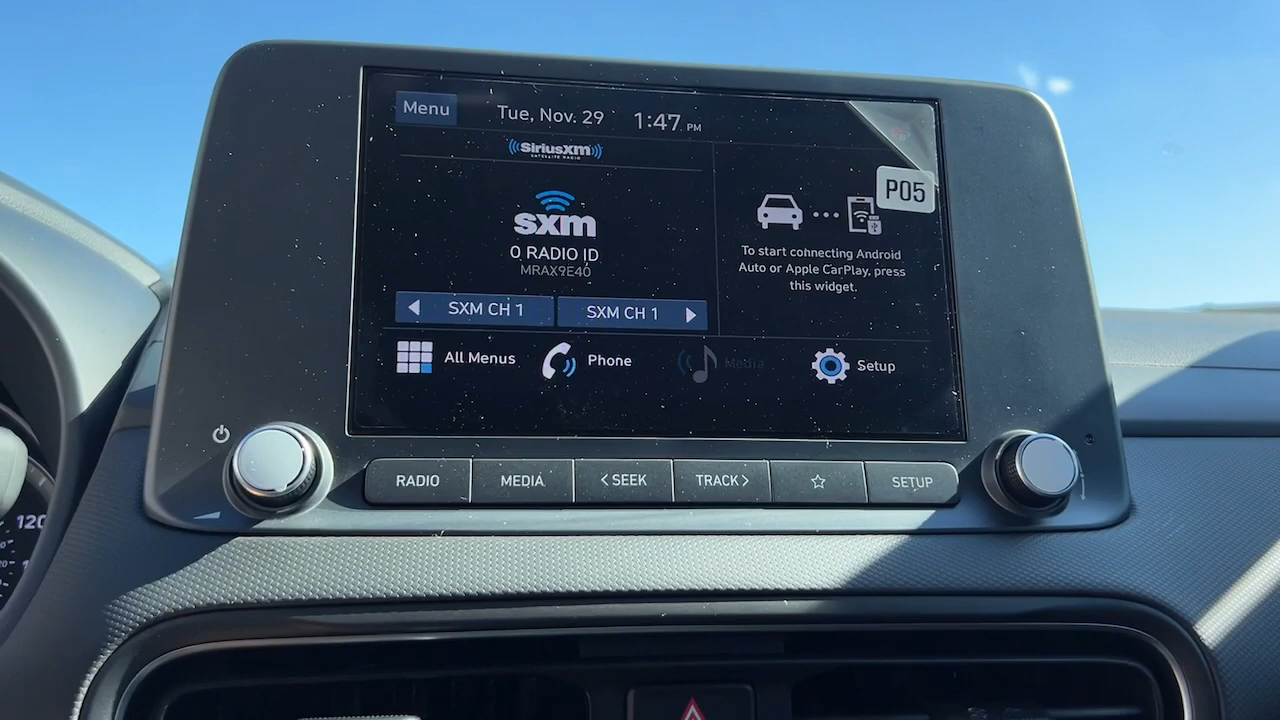 Menu
Tue, Nov. 29
1:47 PM
SiriusXM
SATELLITE RADIO
P05
sxm
0 RADIO ID
MRAX9E40
To start connecting Android
Auto or Apple CarPlay, press
this widget.
SXM CH 1
SXM CH 1
All Menus
Phone
Media
Setup
RADIO
MEDIA
< SEEK
TRACK >
SETUP
120